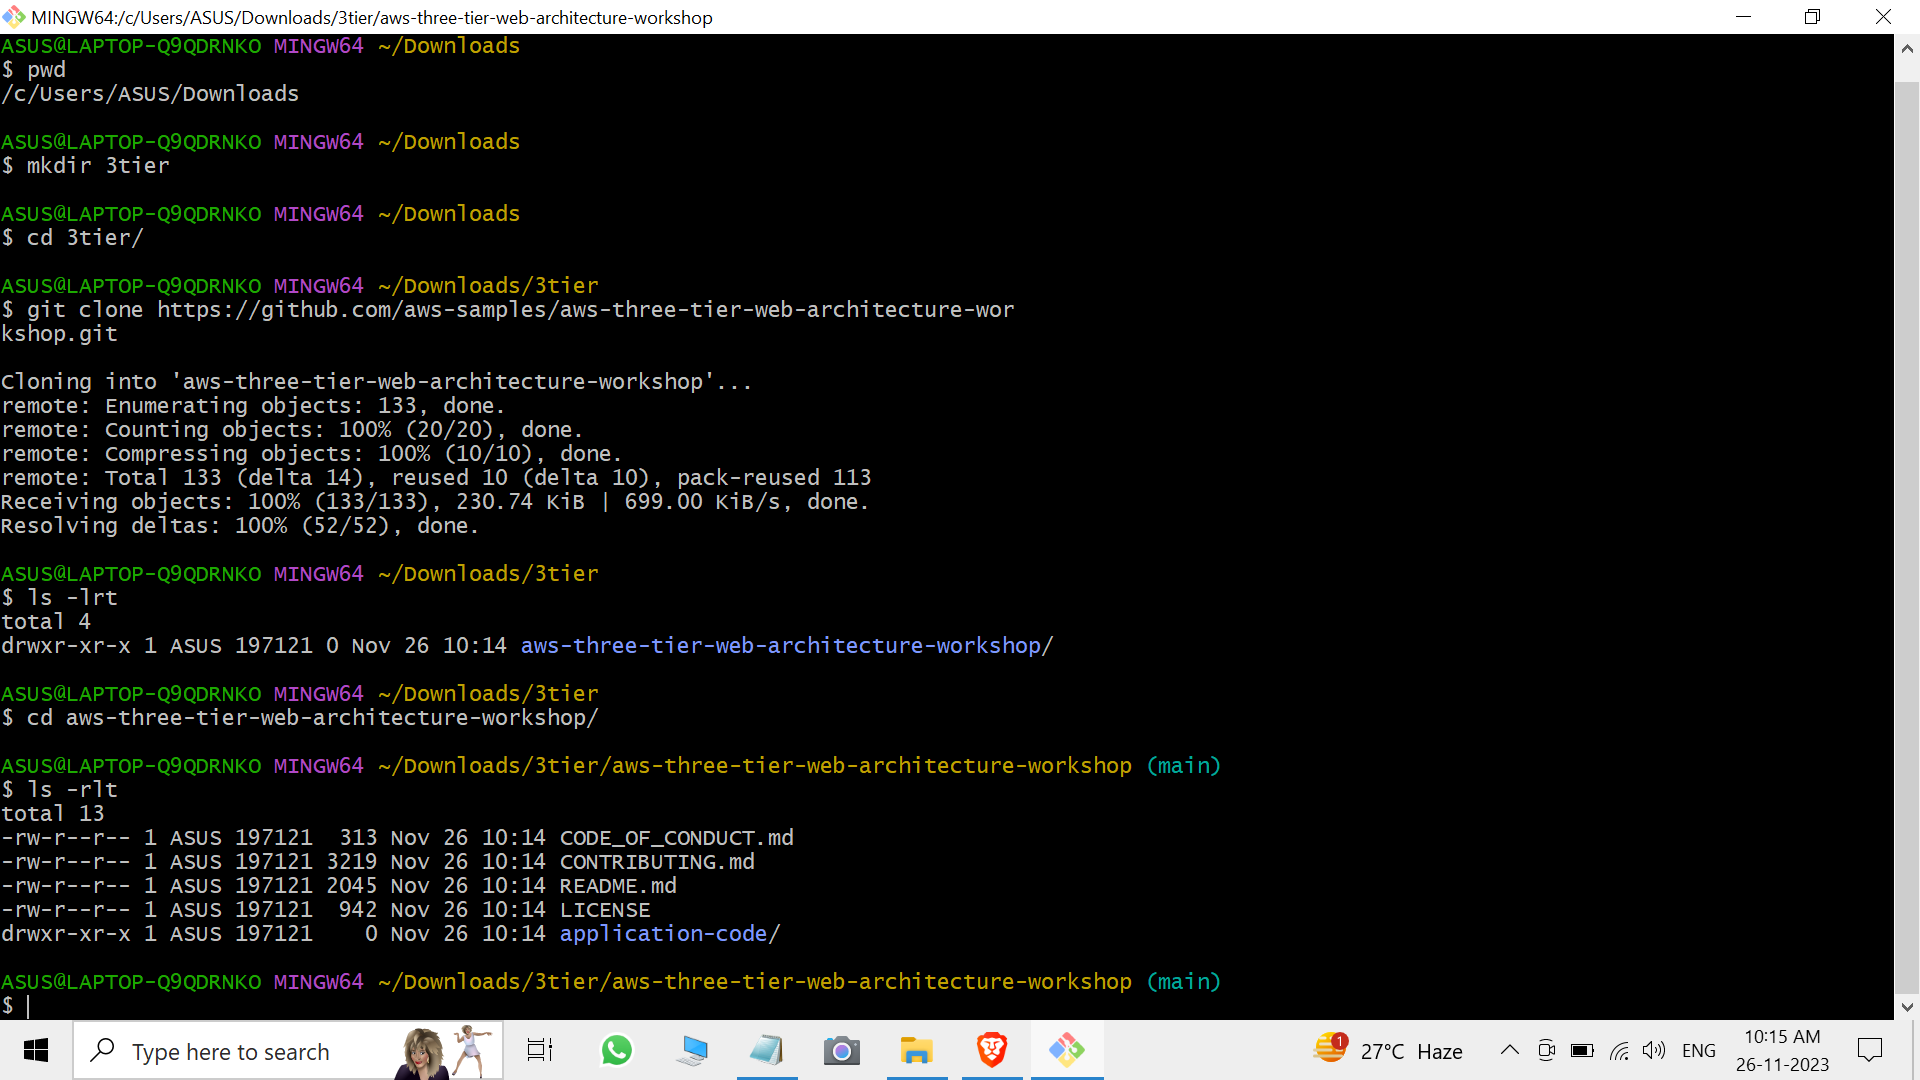 MINGW64:/c/Users/ASUS/Downloads/3tier/aws-three-tier-web-architecture-workshop
ASUS@LAPTOP-Q9QDRNKO MINGW64 ~/Downloads
$ pwd
/c/Users/ASUS/Downloads
ASUS@LAPTOP-Q9QDRNKO MINGW64 ~/Downloads
$ mkdir 3tier
ASUS@LAPTOP-Q9QDRNKO MINGW64 ~/Downloads
$ cd 3tier/
ASUS@LAPTOP-Q9QDRNKO MINGW64 ~/Downloads/3tier
$ git clone https://github.com/aws-samples/aws-three-tier-web-architecture-wor
kshop.git
Cloning into 'aws-three-tier-web-architecture-workshop'...
remote: Enumerating objects: 133, done.
remote: Counting objects: 100% (20/20), done.
remote: Compressing objects: 100% (10/10), done.
remote: Total 133 (delta 14), reused 10 (delta 10), pack-reused 113
Receiving objects: 100% (133/133), 230.74 KiB | 699.00 KiB/s, done.
Resolving deltas: 100% (52/52), done.
ASUS@LAPTOP-Q9QDRNKO MINGW64 ~/Downloads/3tier
$ ls -lrt
total 4
drwxr-xr-x 1 ASUS 197121 0 Nov 26 10:14 aws-three-tier-web-architecture-workshop/
ASUS@LAPTOP-Q9QDRNKO MINGW64 ~/Downloads/3tier
$ cd aws-three-tier-web-architecture-workshop/
ASUS@LAPTOP-Q9QDRNKO MINGW64 ~/Downloads/3tier/aws-three-tier-web-architecture-workshop (main)
$ ls -rlt
total 13
-rw-r--r-- 1 ASUS 197121  313 Nov 26 10:14 CODE_OF_CONDUCT.md
-rw-r--r-- 1 ASUS 197121 3219 Nov 26 10:14 CONTRIBUTING.md
-rw-r--r-- 1 ASUS 197121 2045 Nov 26 10:14 README.md
-rw-r--r-- 1 ASUS 197121  942 Nov 26 10:14 LICENSE
drwxr-xr-x 1 ASUS 197121    0 Nov 26 10:14 application-code/
ASUS@LAPTOP-Q9QDRNKO MINGW64 ~/Downloads/3tier/aws-three-tier-web-architecture-workshop (main)
$
Type here to search
1
27°C Haze
ENG
10:15 AM
26-11-2023